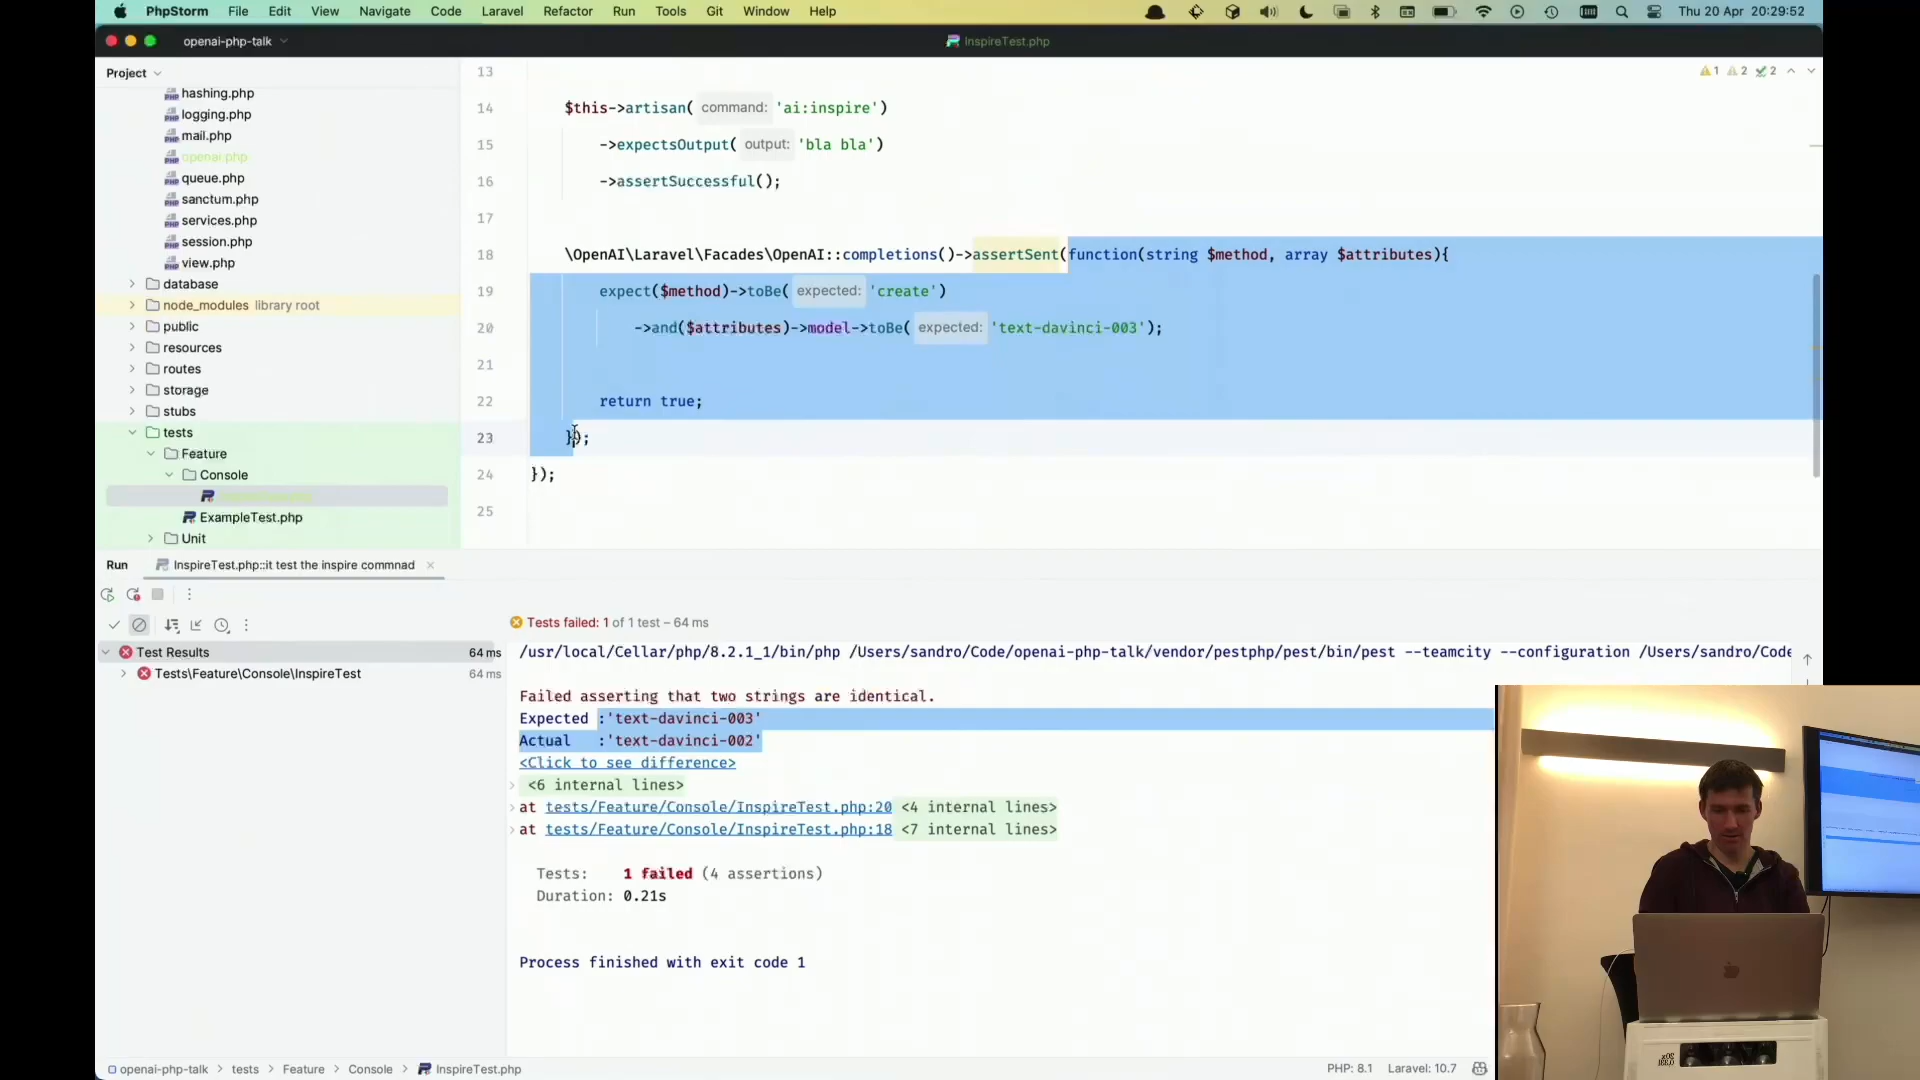 PhpStorm File Edit View Navigate Code Laravel Refactor Run Tools Git Window Help Thu 20 Apr 20:29:52
openai-php-talk InspireTest.php
Project
hashing.php
logging.php
mail.php
openai.php
queue.php
sanctum.php
services.php
session.php
view.php
database
node_modules library root
public
resources
routes
storage
stubs
tests
Feature
Console
ExampleTest.php
Unit
1 2 2
13
14 $this->artisan( command: 'ai:inspire')
15 ->expectsOutput( output: 'bla bla')
16 ->assertSuccessful();
17
18 \OpenAI\Laravel\Facades\OpenAI::completions()->assertSent(function(string $method, array $attributes){
19 expect($method)->toBe( expected: 'create')
20 ->and($attributes)->model->toBe( expected: 'text-davinci-003');
21
22 return true;
23 });
24 });
25
Run InspireTest.php::it test the inspire commnad
Tests failed: 1 of 1 test – 64 ms
Test Results 64 ms
Tests\Feature\Console\InspireTest 64 ms
/usr/local/Cellar/php/8.2.1_1/bin/php /Users/sandro/Code/openai-php-talk/vendor/pestphp/pest/bin/pest --teamcity --configuration /Users/sandro/Code
Failed asserting that two strings are identical.
Expected :'text-davinci-003'
Actual :'text-davinci-002'
<Click to see difference>
<6 internal lines>
at tests/Feature/Console/InspireTest.php:20 <4 internal lines>
at tests/Feature/Console/InspireTest.php:18 <7 internal lines>
Tests: 1 failed (4 assertions)
Duration: 0.21s
Process finished with exit code 1
openai-php-talk > tests > Feature > Console > InspireTest.php PHP: 8.1 Laravel: 10.7